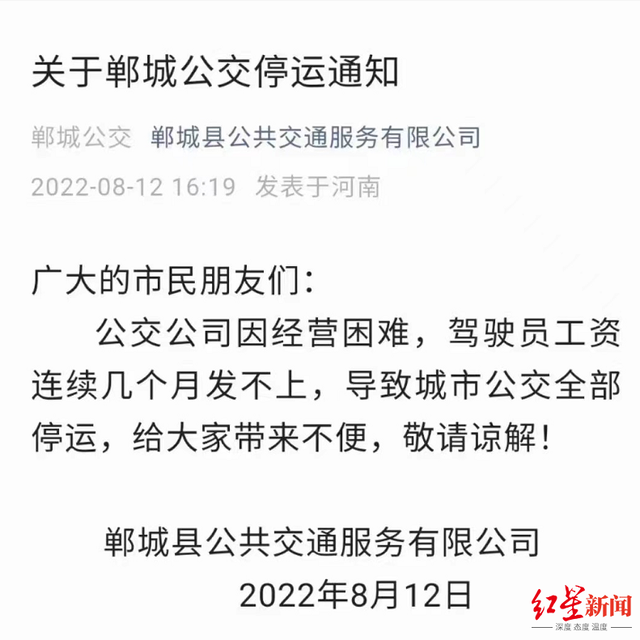 关于郸城公交停运通知
郸城公交 郸城县公共交通服务有限公司
2022-08-12 16:19 发表于河南
广大的市民朋友们：
公交公司因经营困难，驾驶员工资
连续几个月发不上，导致城市公交全部
停运，给大家带来不便，敬请谅解！
郸城县公共交通服务有限公司
2022年8月12日
红星新闻
深度 态度 温度